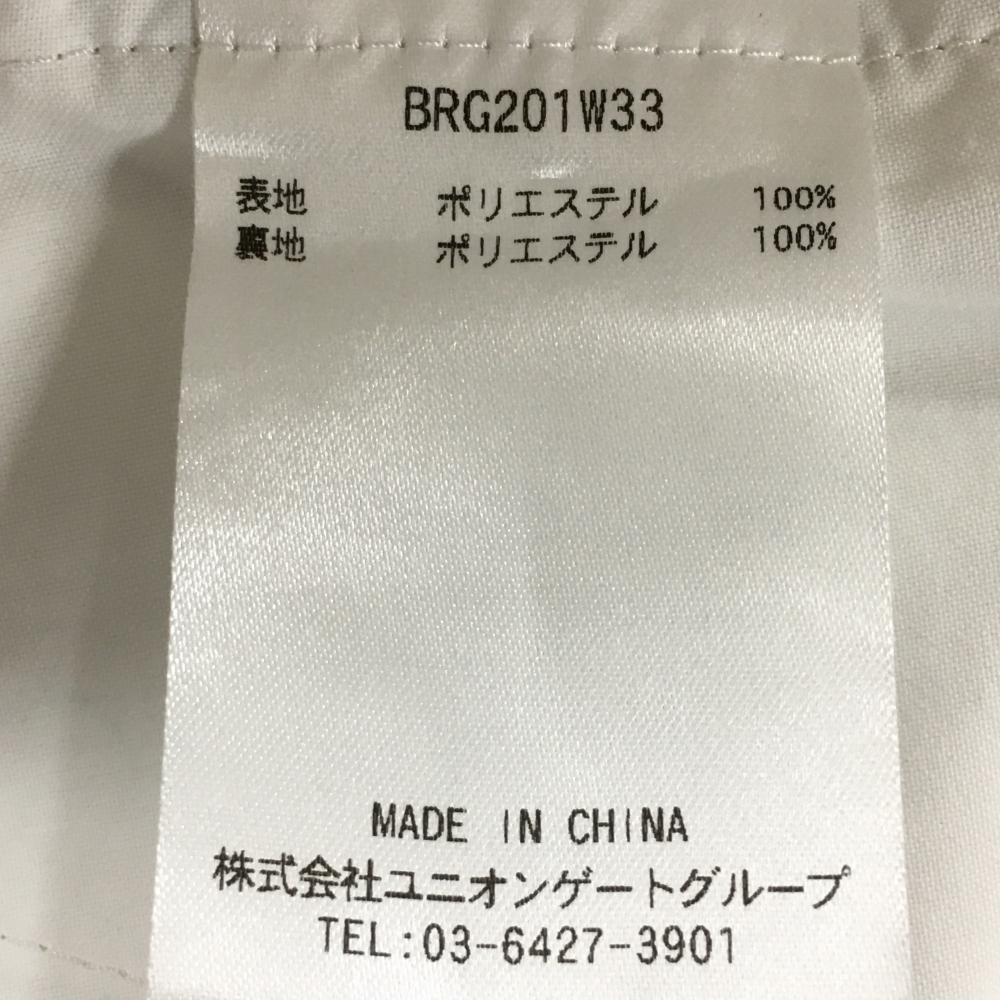 BRG201W33
表地 ポリエステル 100%
裏地 ポリエステル 100%
MADE IN CHINA
株式会社ユニオンゲートグループ
TEL:03-6427-3901